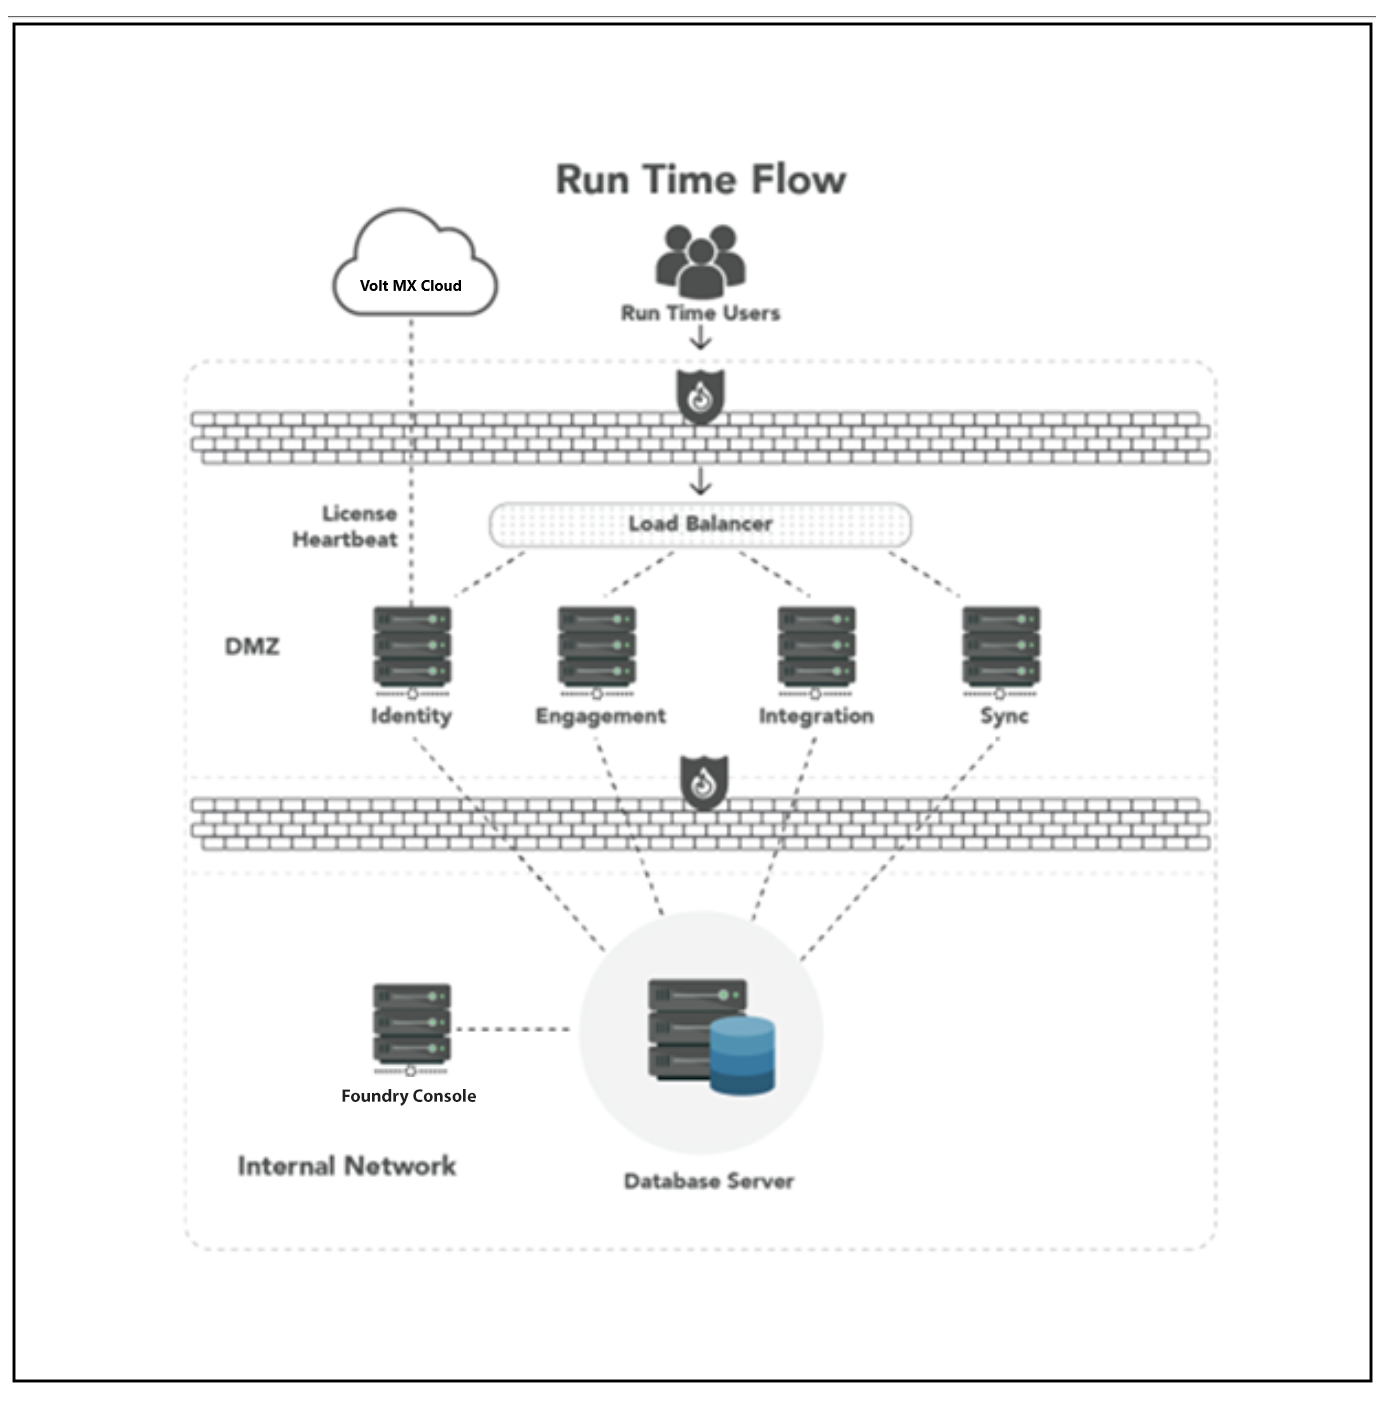 Run Time Flow
Volt MX Cloud
Run Time Users
License
Heartbeat
Load Balancer
DMZ
Identity
Engagement
Integration
Sync
Foundry Console
Internal Network
Database Server